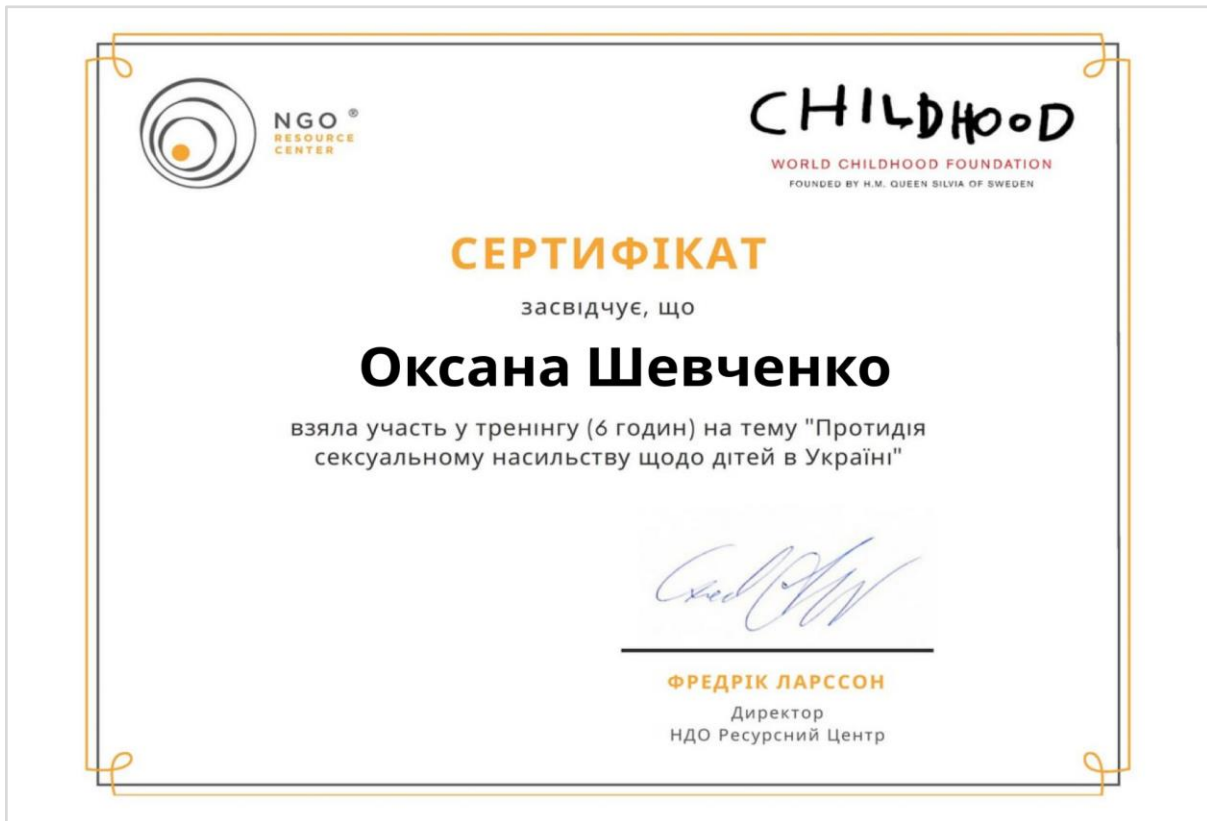 NGO ®
RESOURCE
CENTER
CHILDHOOD
WORLD CHILDHOOD FOUNDATION
FOUNDED BY H.M. QUEEN SILVIA OF SWEDEN
СЕРТИФІКАТ
засвідчує, що
Оксана Шевченко
взяла участь у тренінгу (6 годин) на тему "Протидія
сексуальному насильству щодо дітей в Україні"
ФРЕДРІК ЛАРССОН
Директор
НДО Ресурсний Центр